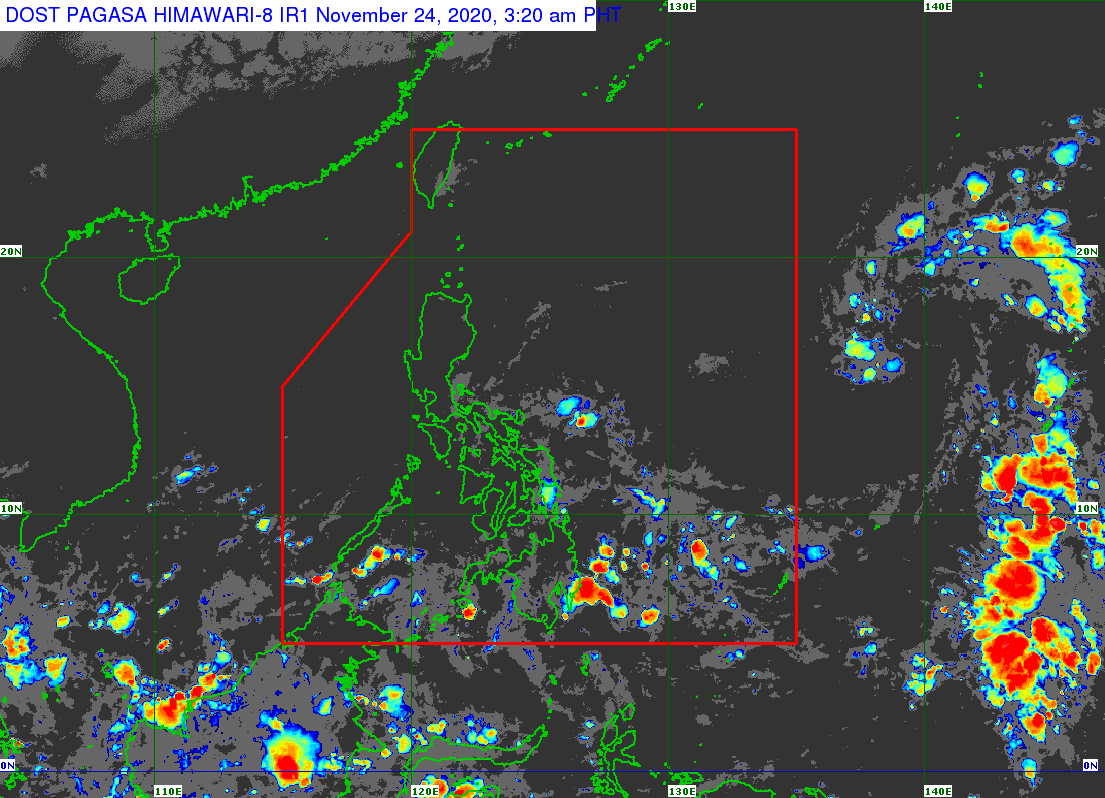 DOST PAGASA HIMAWARI-8 IR1 November 24, 2020, 3:20 am PHT
130E 140E
20N 20N
10N 10N
0N 0N
110E 120E 130E 140E